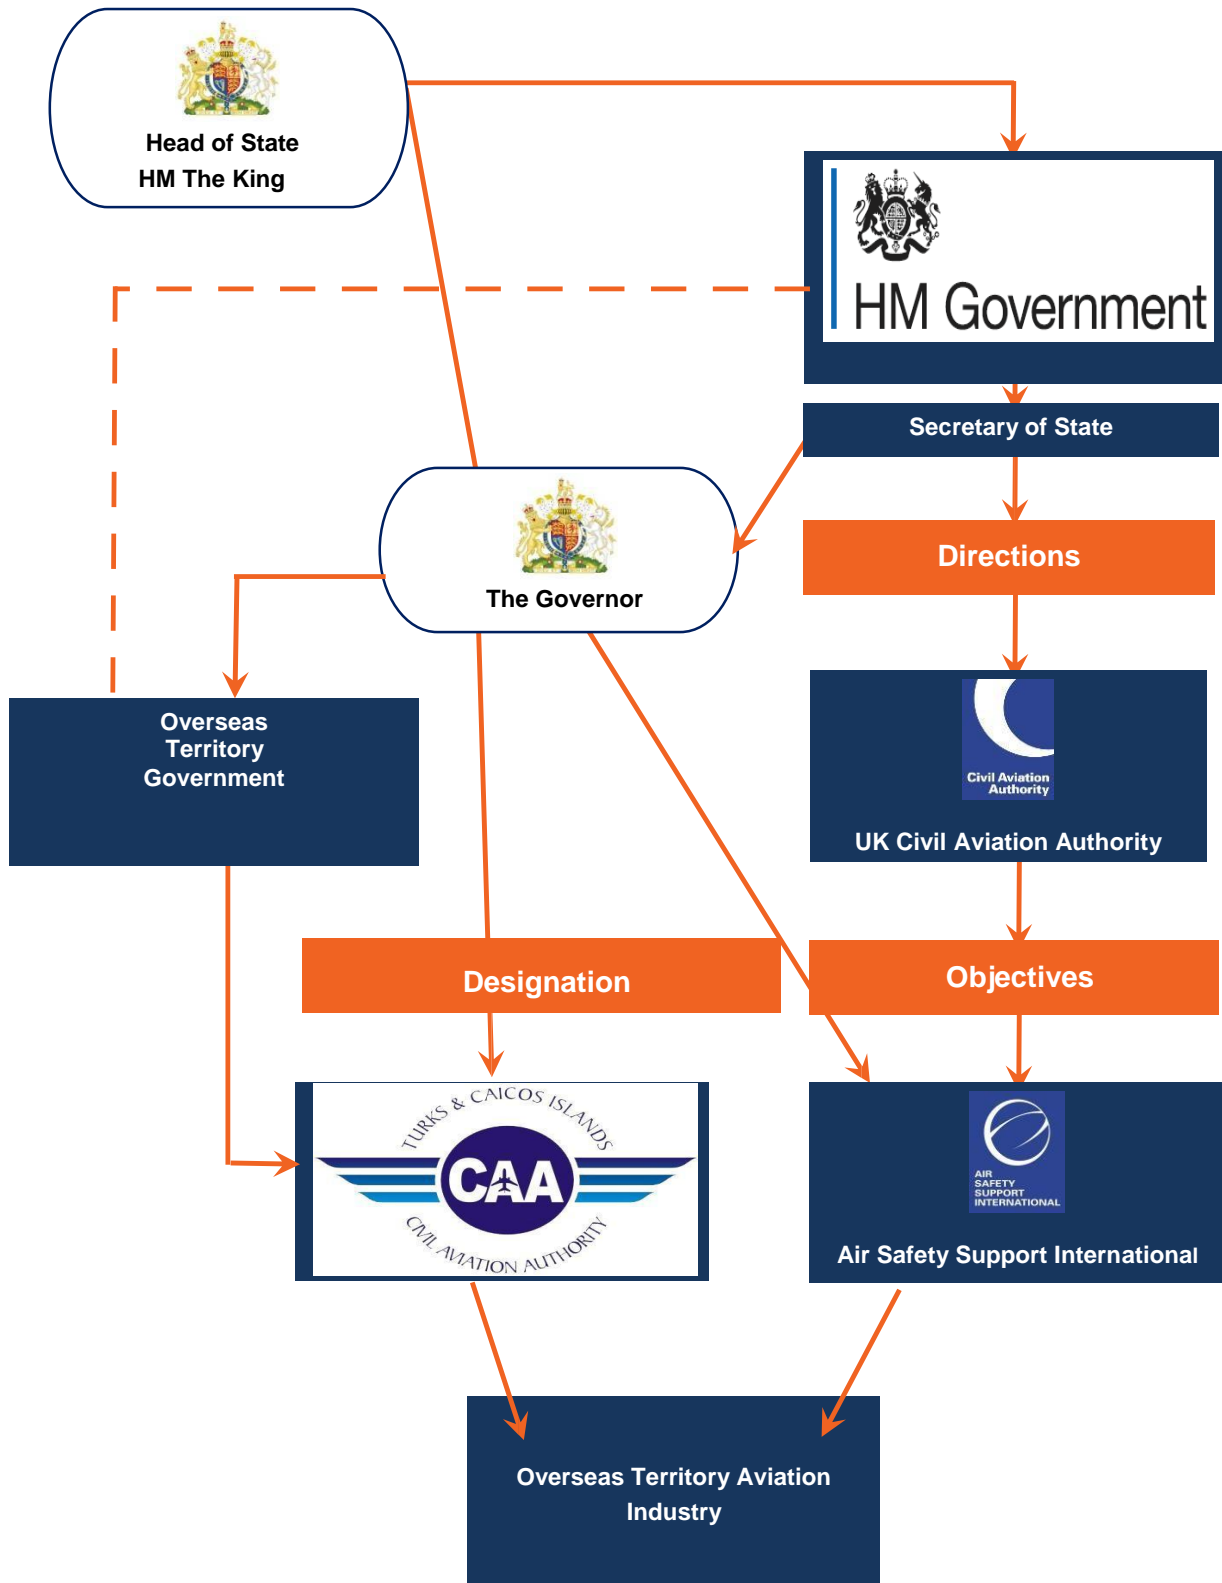 Head of State
HM The King
HM Government
Secretary of State
The Governor
Directions
Overseas
Territory
Government
Civil Aviation
Authority
UK Civil Aviation Authority
Designation
Objectives
TURKS & CAICOS ISLANDS
CAA
CIVIL AVIATION AUTHORITY
AIR
SAFETY
SUPPORT
INTERNATIONAL
Air Safety Support International
Overseas Territory Aviation
Industry